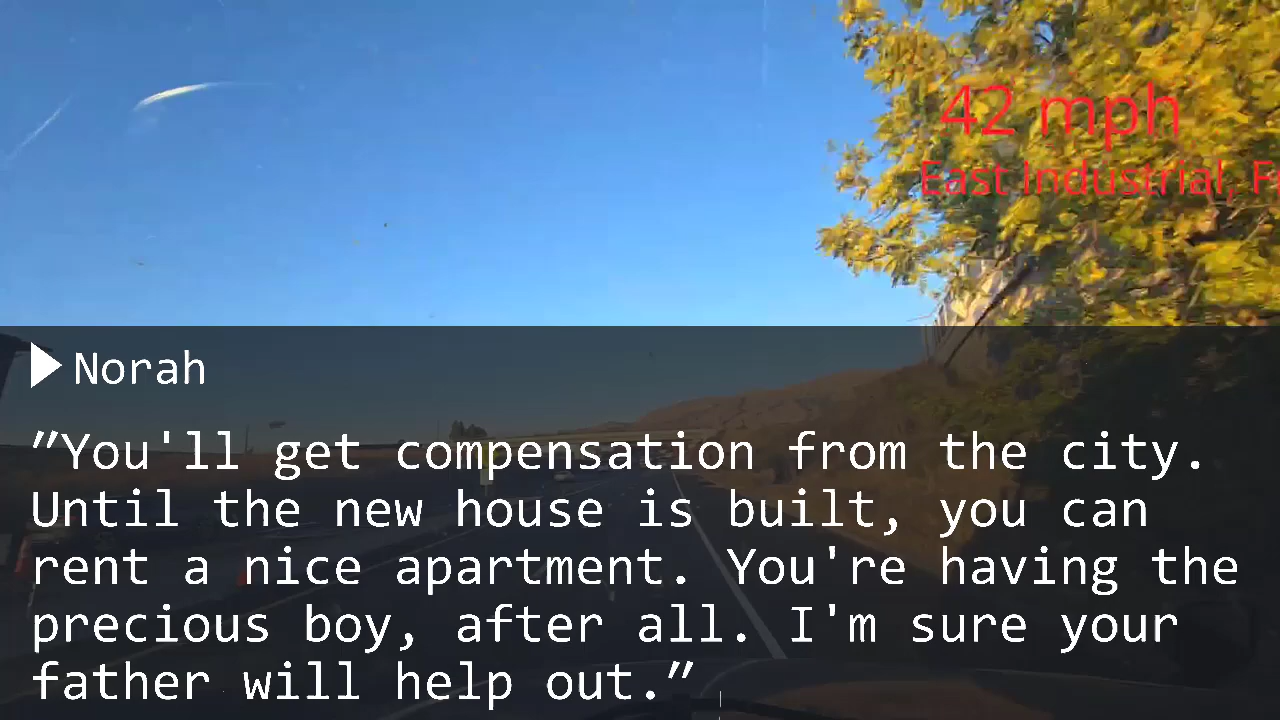 42 mph
East Industrial, F
Norah
"You'll get compensation from the city.
Until the new house is built, you can
rent a nice apartment. You're having the
precious boy, after all. I'm sure your
father will help out."